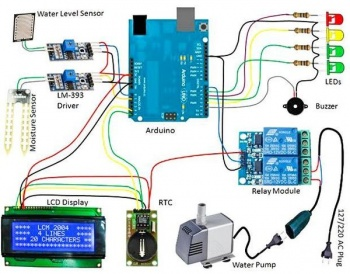 Water Level Sensor
LM-393
Driver
Moisture Sensor
Arduino
LEDs
Buzzer
Relay Module
LCD Display
LCM 2004
4 LINES
20 CHARACTERS
RTC
Water Pump
127/220 AC Plug